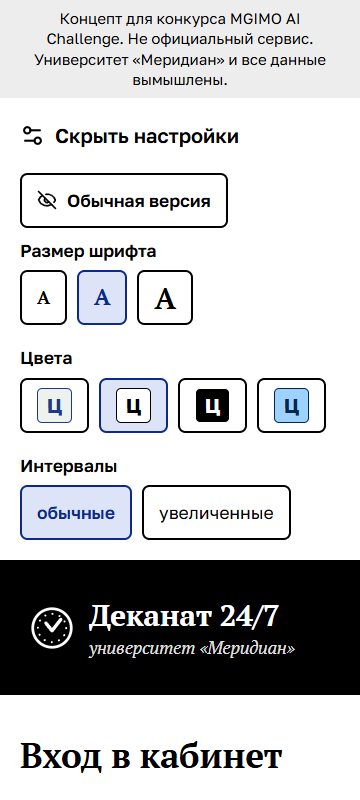 Концепт для конкурса MGIMO AI
Challenge. Не официальный сервис.
Университет «Меридиан» и все данные
вымышлены.
Скрыть настройки
Обычная версия
Размер шрифта
A A A
Цвета
Ц Ц Ц Ц
Интервалы
обычные увеличенные
Деканат 24/7
университет «Меридиан»
Вход в кабинет